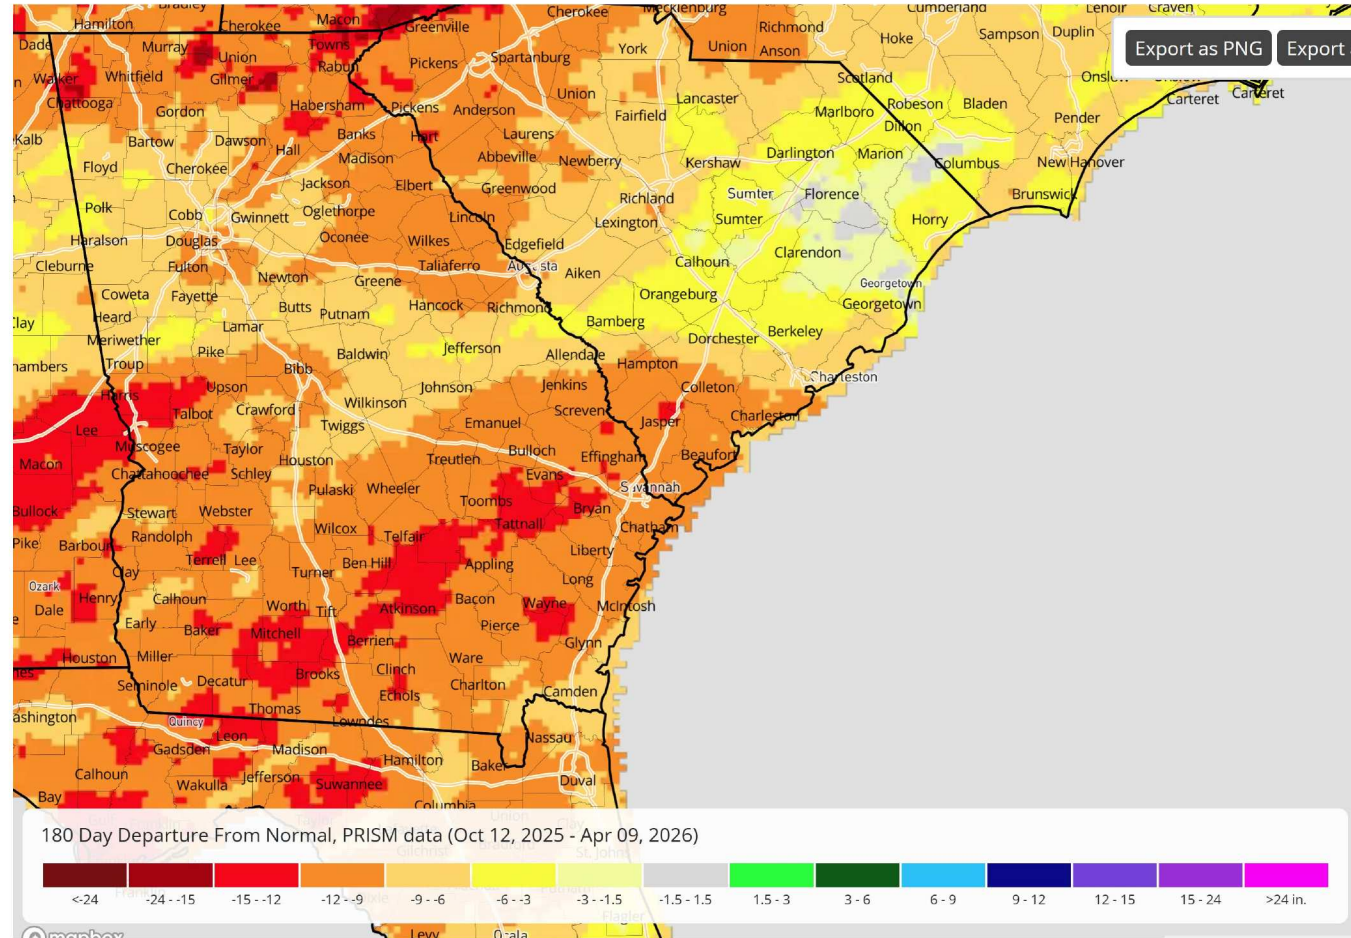 Bradley
Hamilton
Cherokee
Macon
Greenville
Cherokee
Mecklenburg
Richmond
Cumberland
Lenoir
Craven
Dade
Murray
Union
Towns
Rabun
Pickens
Spartanburg
York
Union
Anson
Hoke
Sampson
Duplin
Export as PNG
Export
Walker
Whitfield
Gilmer
Chattooga
Gordon
Habersham
Pickens
Anderson
Union
Lancaster
Scotland
Onslow
Carteret
Carteret
Fairfield
Marlboro
Robeson
Bladen
Dillon
Pender
Kalb
Bartow
Dawson
Hall
Banks
Hart
Laurens
Madison
Abbeville
Newberry
Kershaw
Darlington
Marion
Columbus
New Hanover
Floyd
Cherokee
Jackson
Elbert
Greenwood
Richland
Sumter
Florence
Brunswick
Polk
Cobb
Gwinnett
Oglethorpe
Lincoln
Lexington
Sumter
Horry
Haralson
Douglas
Oconee
Wilkes
Edgefield
Clarendon
Cleburne
Fulton
Newton
Greene
Taliaferro
Augusta
Aiken
Calhoun
Georgetown
Coweta
Fayette
Butts
Putnam
Hancock
Richmond
Orangeburg
Georgetown
Clay
Heard
Lamar
Bamberg
Berkeley
Meriwether
Pike
Baldwin
Jefferson
Allendale
Dorchester
hambers
Troup
Bibb
Hampton
Charleston
Harris
Upson
Johnson
Jenkins
Colleton
Talbot
Crawford
Wilkinson
Screven
Charleston
Lee
Twiggs
Emanuel
Jasper
Muscogee
Taylor
Houston
Treutlen
Bulloch
Effingham
Beaufort
Macon
Chattahoochee
Schley
Evans
Pulaski
Wheeler
Toombs
Savannah
Bullock
Stewart
Webster
Tattnall
Bryan
Chatham
Pike
Barbour
Randolph
Wilcox
Telfair
Liberty
Terrell
Lee
Ben Hill
Appling
Clay
Turner
Long
Ozark
Henry
Calhoun
Worth
Tift
Atkinson
Bacon
Wayne
McIntosh
Dale
Early
Baker
Mitchell
Berrien
Pierce
Glynn
Houston
Miller
Brooks
Clinch
Ware
Seminole
Decatur
Echols
Charlton
Camden
ashington
Quincy
Thomas
Lowndes
Leon
Nassau
Gadsden
Madison
Hamilton
Baker
Calhoun
Wakulla
Jefferson
Suwannee
Duval
Bay
Columbia
Union
180 Day Departure From Normal, PRISM data (Oct 12, 2025 - Apr 09, 2026)
Gilchrist
St. Johns
<-24
-24 - -15
-15 - -12
-12 - -9
-9 - -6
-6 - -3
-3 - -1.5
-1.5 - 1.5
1.5 - 3
3 - 6
6 - 9
9 - 12
12 - 15
15 - 24
>24 in.
Flagler
mapbox
Levy
Ocala